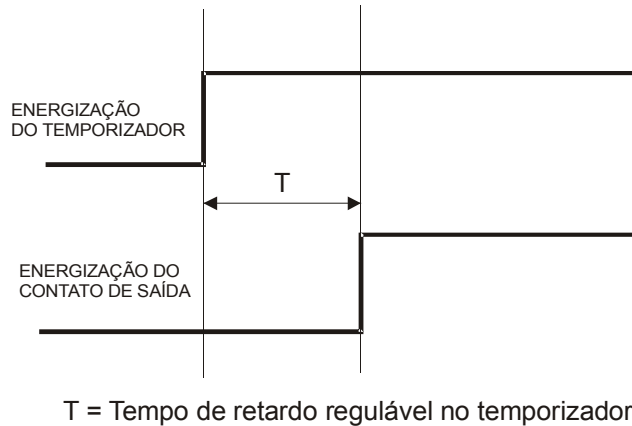 ENERGIZAÇÃO
DO TEMPORIZADOR
T
ENERGIZAÇÃO DO
CONTATO DE SAÍDA
T = Tempo de retardo regulável no temporizador